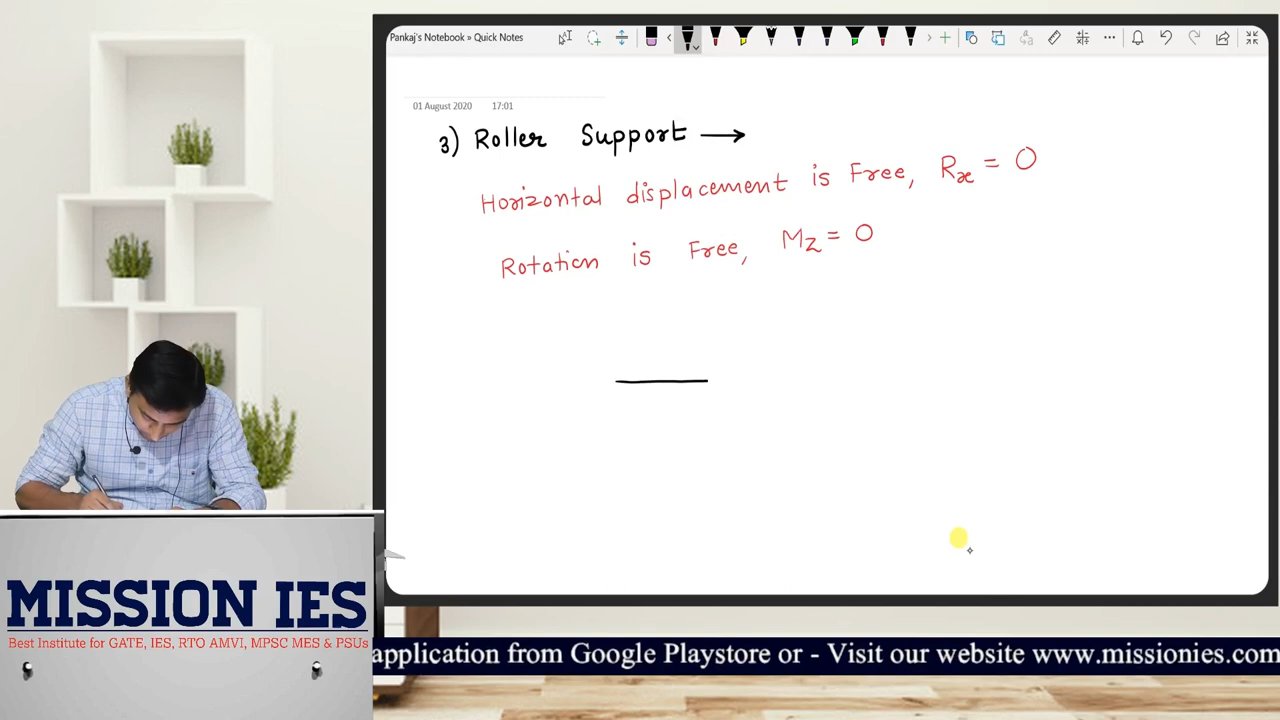 Pankaj's Notebook » Quick Notes
01 August 2020 17:01
3) Roller Support →
Horizontal displacement is Free, Rx = 0
Rotation is Free, Mz = 0
MISSION IES
Best Institute for GATE, IES, RTO AMVI, MPSC MES & PSUs
application from Google Playstore or - Visit our website www.missionies.com